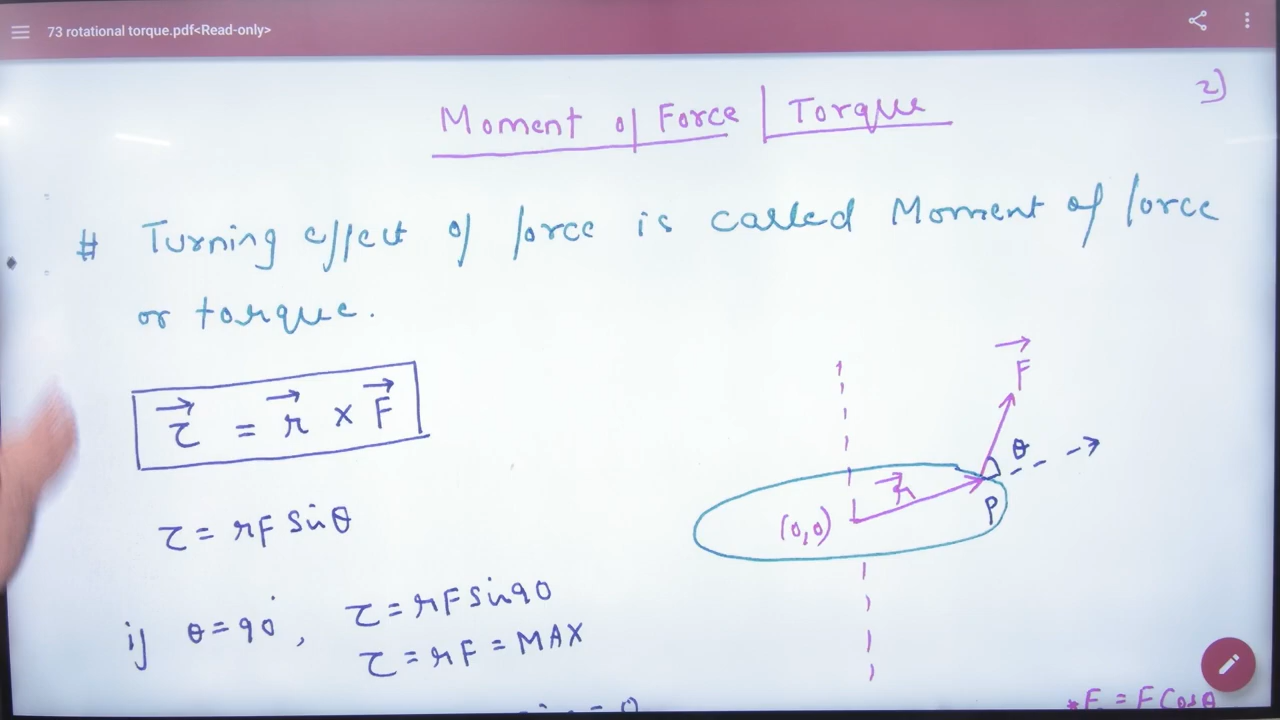 73 rotational torque.pdf<Read-only>
2)
Moment of Force | Torque
# Turning effect of force is called Moment of force
or torque.
τ⃗ = r⃗ × F⃗
F⃗
θ
r⃗
(0,0)
P
τ = rF sinθ
if θ = 90°, τ = rF sin90
τ = rF = MAX
*F = F Cosθ